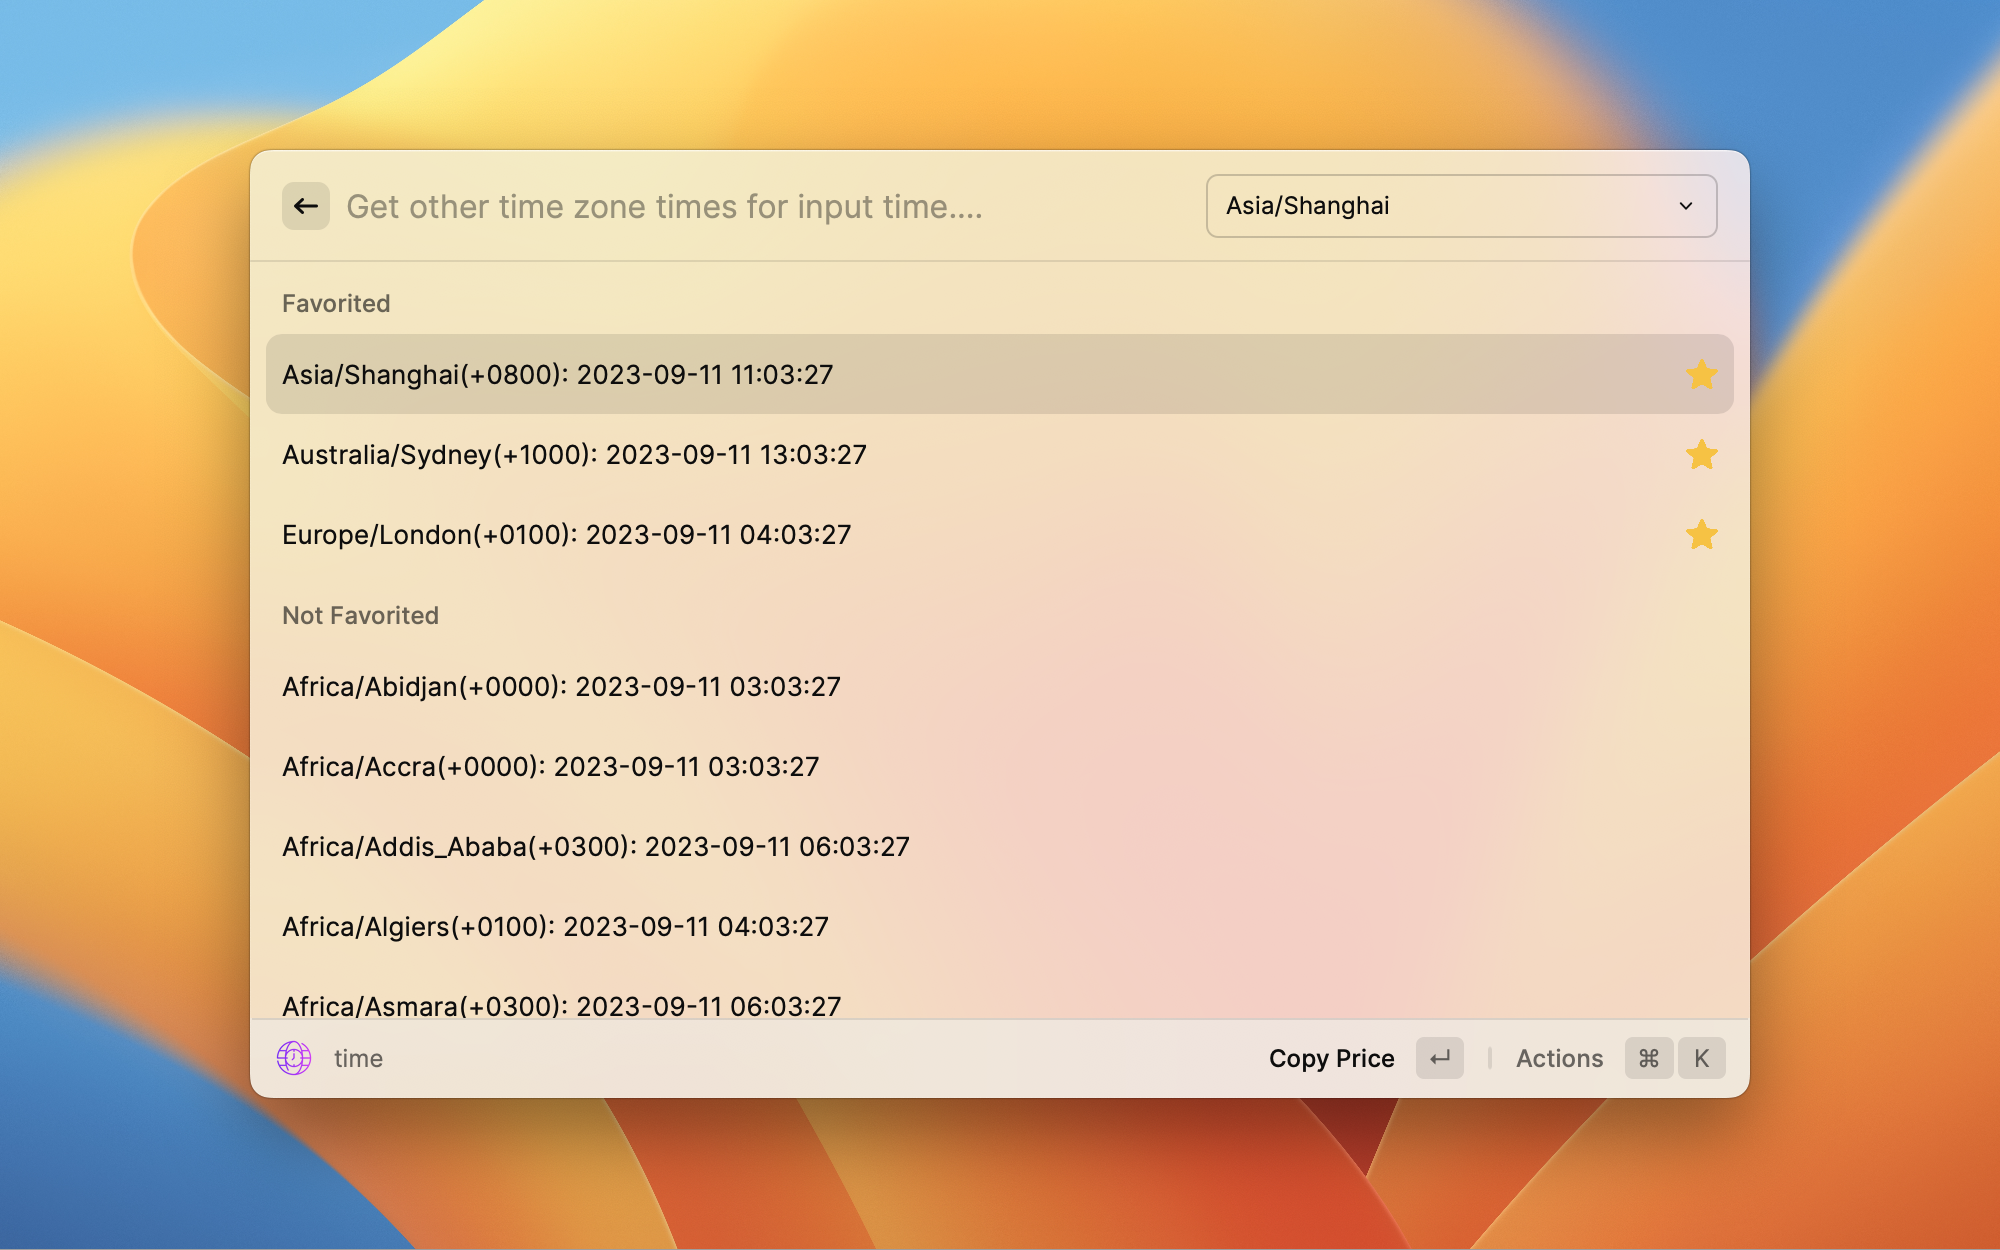 Get other time zone times for input time....
Asia/Shanghai
Favorited
Asia/Shanghai(+0800): 2023-09-11 11:03:27
Australia/Sydney(+1000): 2023-09-11 13:03:27
Europe/London(+0100): 2023-09-11 04:03:27
Not Favorited
Africa/Abidjan(+0000): 2023-09-11 03:03:27
Africa/Accra(+0000): 2023-09-11 03:03:27
Africa/Addis_Ababa(+0300): 2023-09-11 06:03:27
Africa/Algiers(+0100): 2023-09-11 04:03:27
Africa/Asmara(+0300): 2023-09-11 06:03:27
time
Copy Price
Actions ⌘ K